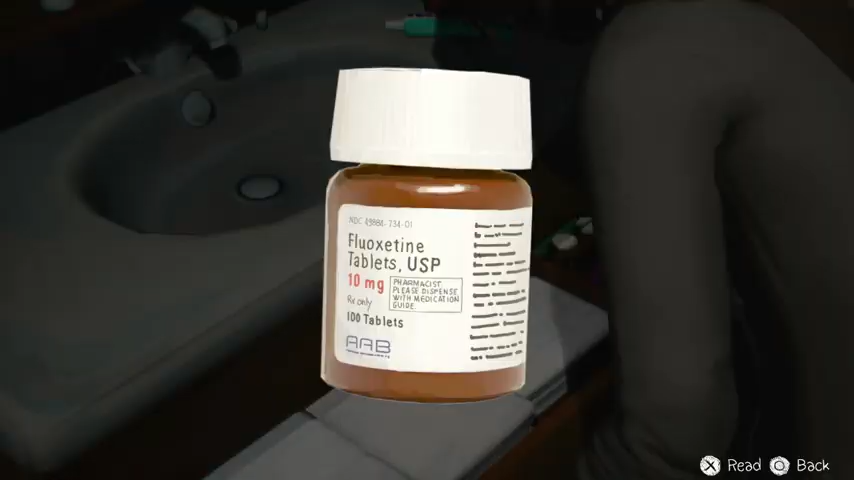 NDC 49884-734-01
Fluoxetine
Tablets, USP
10 mg
PHARMACIST
PLEASE DISPENSE
WITH MEDICATION
GUIDE.
Rx only
100 Tablets
AAB
Read
Back